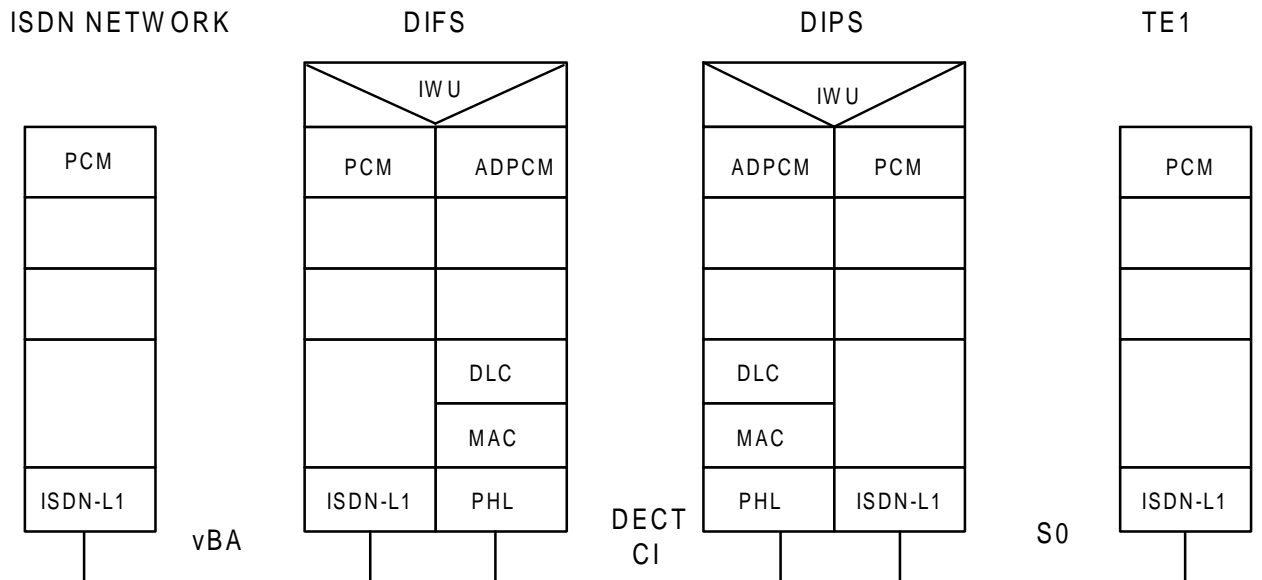 ISDN NETWORK DIFS DIPS TE1
IWU IWU
PCM PCM ADPCM ADPCM PCM PCM
DLC DLC
MAC MAC
ISDN-L1 ISDN-L1 PHL PHL ISDN-L1 ISDN-L1
vBA DECT S0
CI